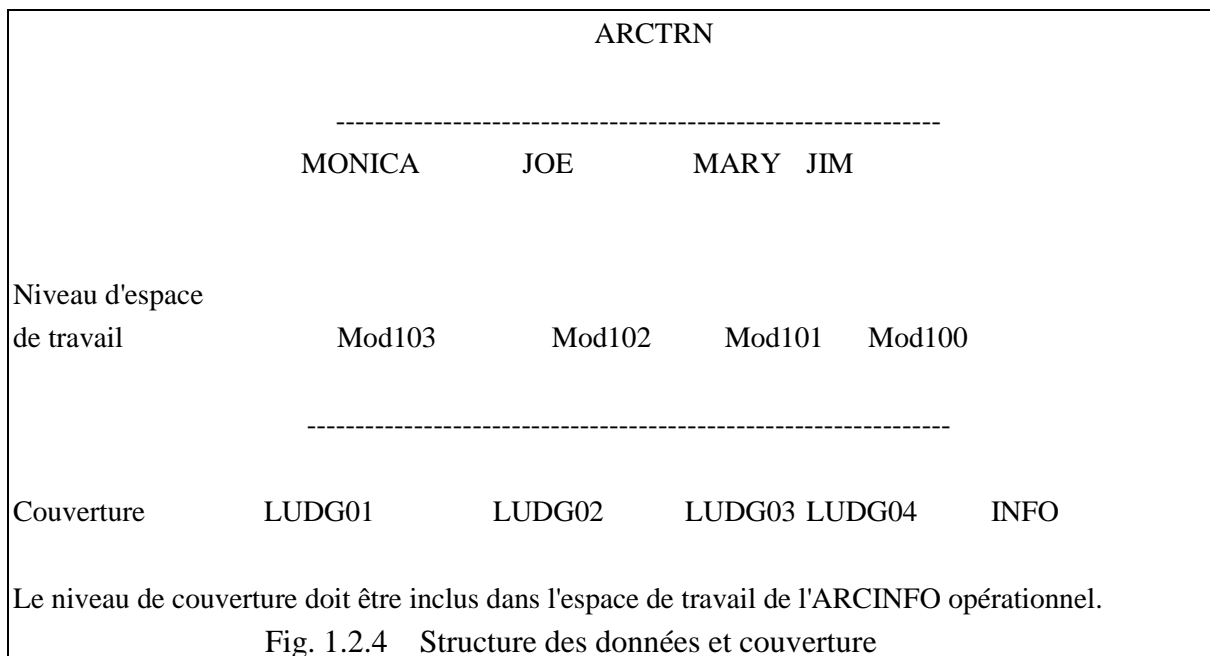 ARCTRN
--------------------------------------------------------------
MONICA JOE MARY JIM
Niveau d'espace
de travail Mod103 Mod102 Mod101 Mod100
------------------------------------------------------------------
Couverture LUDG01 LUDG02 LUDG03 LUDG04 INFO
Le niveau de couverture doit être inclus dans l'espace de travail de l'ARCINFO opérationnel.
Fig. 1.2.4 Structure des données et couverture